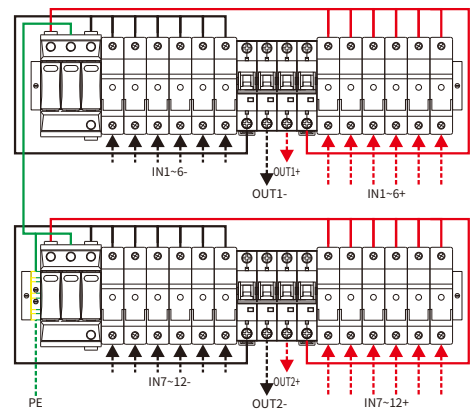 IN1~6-
OUT1+
IN1~6+
OUT1-
IN7~12-
OUT2+
IN7~12+
PE
OUT2-